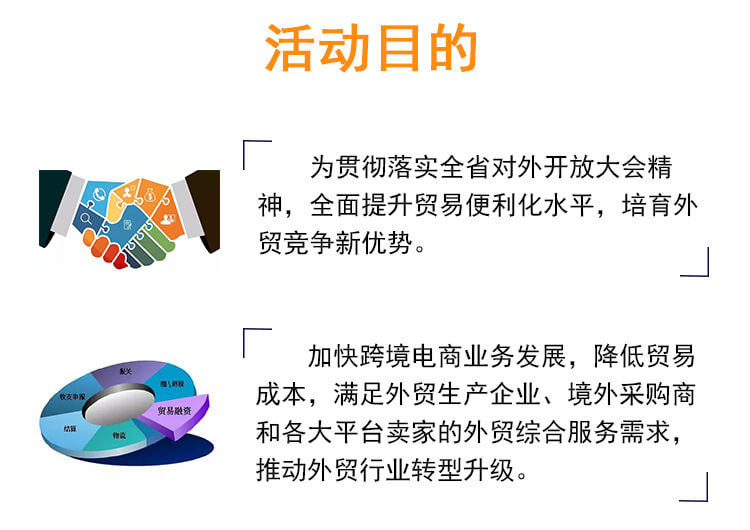 活动目的
为贯彻落实全省对外开放大会精
神，全面提升贸易便利化水平，培育外
贸竞争新优势。
加快跨境电商业务发展，降低贸易
成本，满足外贸生产企业、境外采购商
和各大平台卖家的外贸综合服务需求，
推动外贸行业转型升级。
报关
缴\退税
收支申报
贸易融资
结算
物流